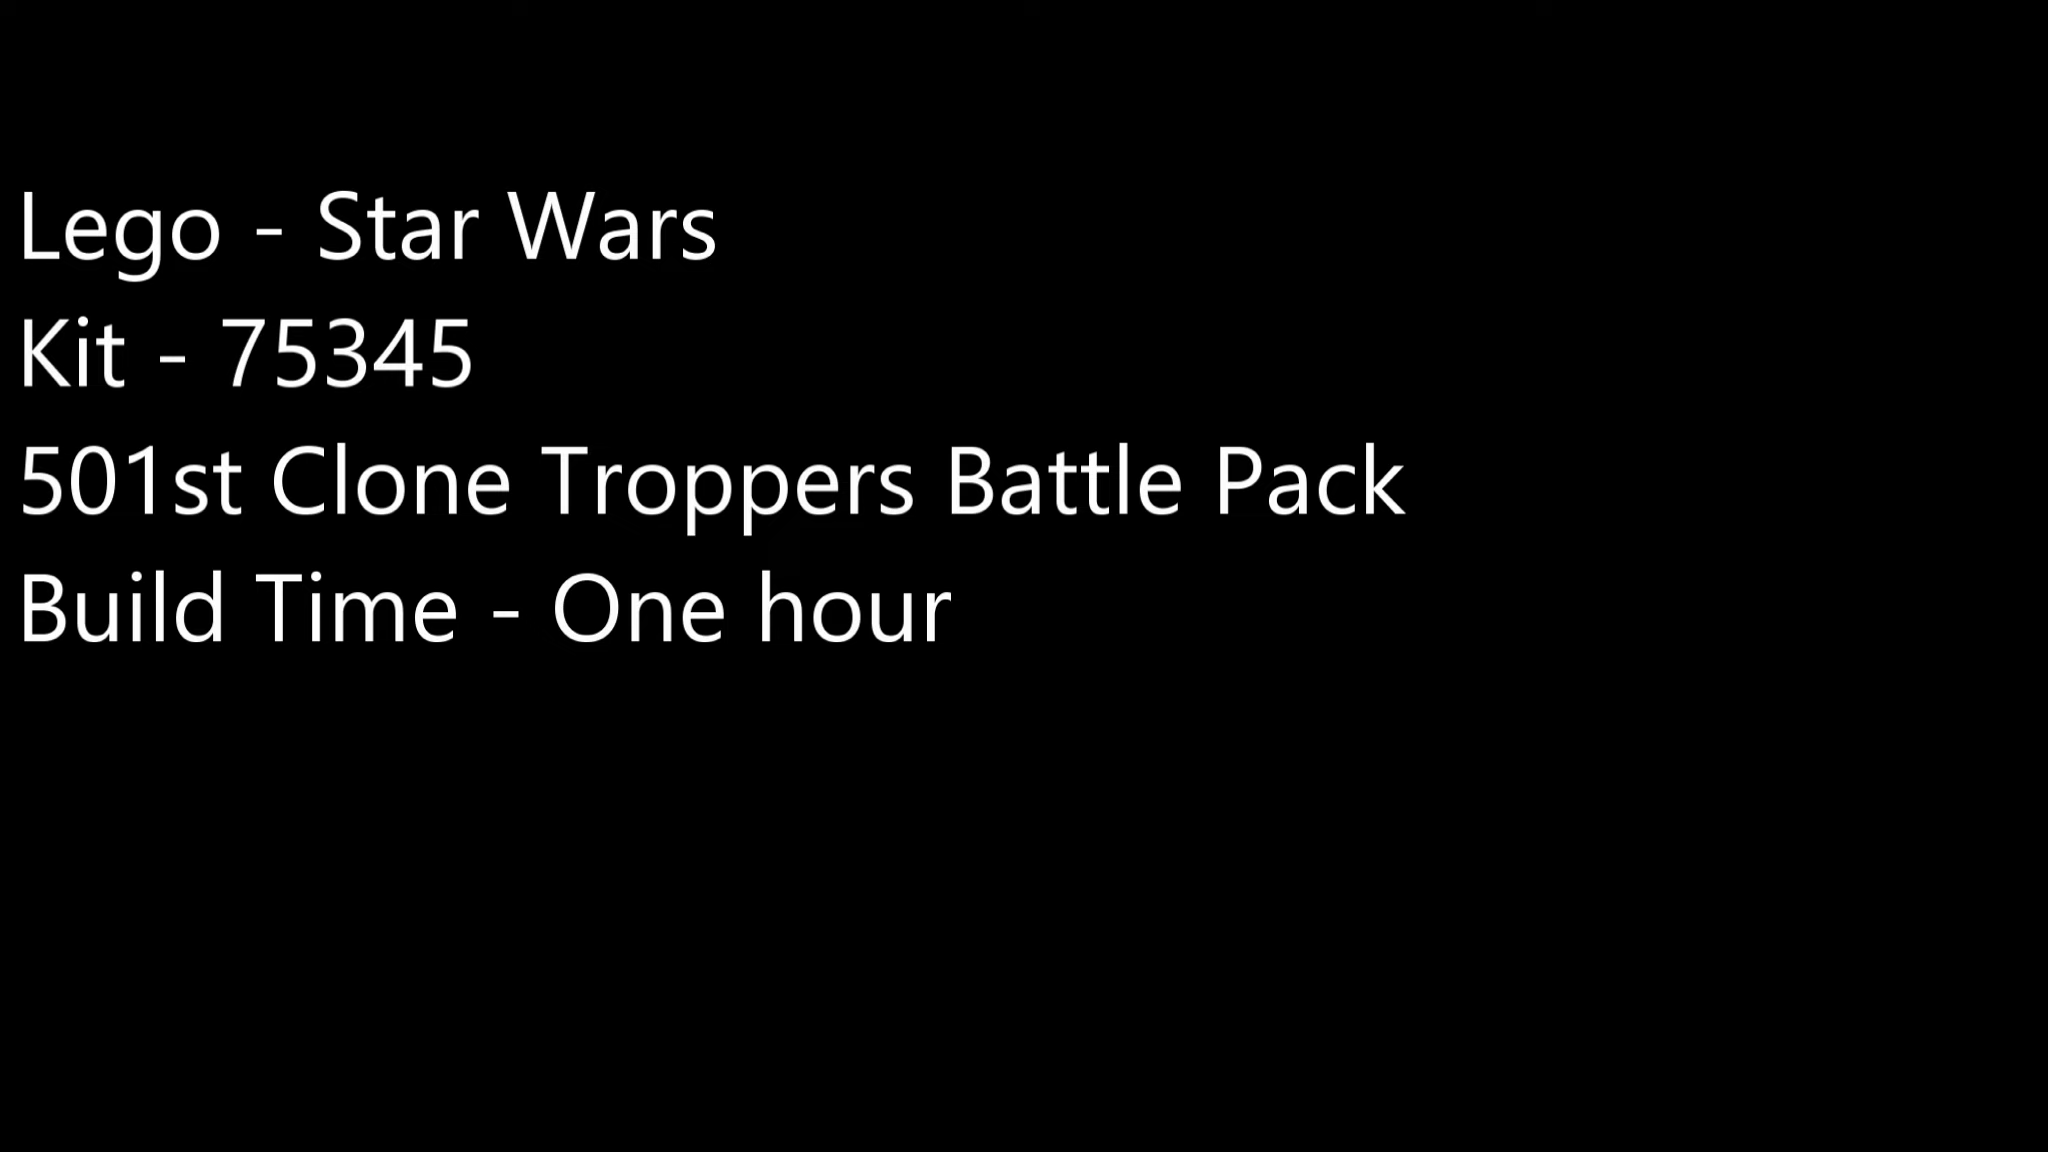 Lego - Star Wars
Kit - 75345
501st Clone Troppers Battle Pack
Build Time - One hour